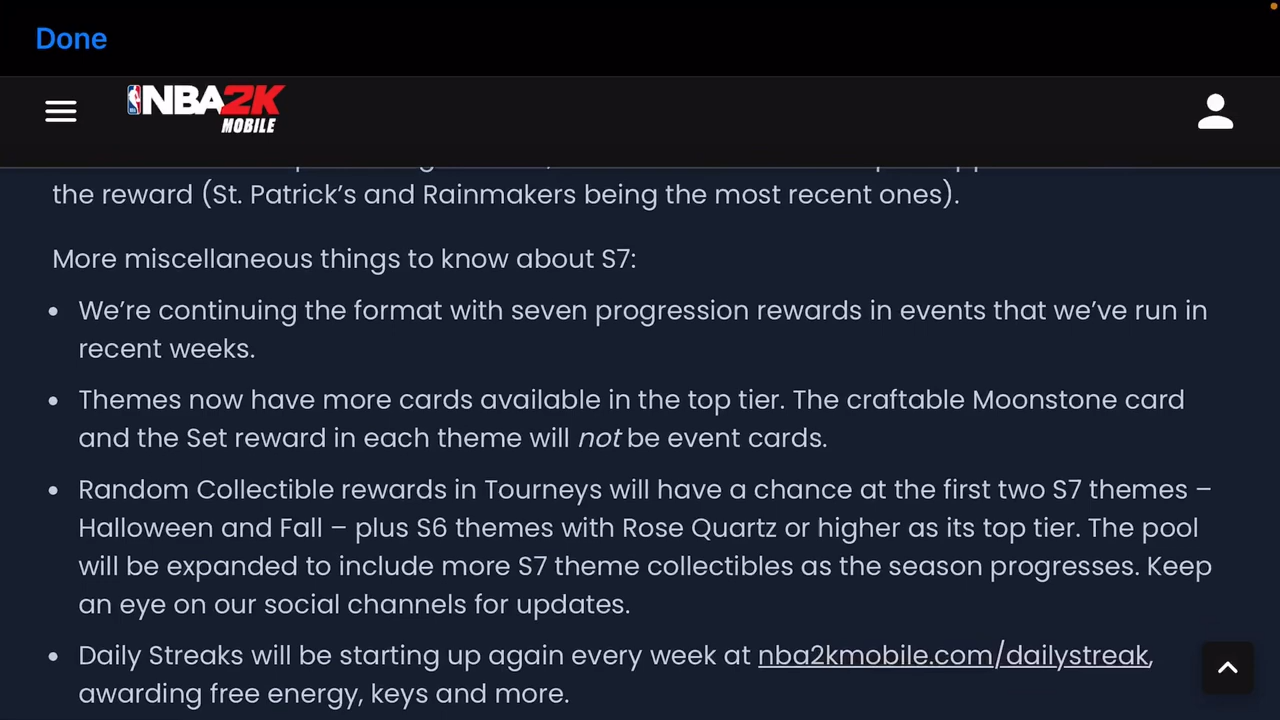 Done
NBA2K
MOBILE
the reward (St. Patrick’s and Rainmakers being the most recent ones).
More miscellaneous things to know about S7:
• We’re continuing the format with seven progression rewards in events that we’ve run in
recent weeks.
• Themes now have more cards available in the top tier. The craftable Moonstone card
and the Set reward in each theme will not be event cards.
• Random Collectible rewards in Tourneys will have a chance at the first two S7 themes –
Halloween and Fall – plus S6 themes with Rose Quartz or higher as its top tier. The pool
will be expanded to include more S7 theme collectibles as the season progresses. Keep
an eye on our social channels for updates.
• Daily Streaks will be starting up again every week at nba2kmobile.com/dailystreak,
awarding free energy, keys and more.